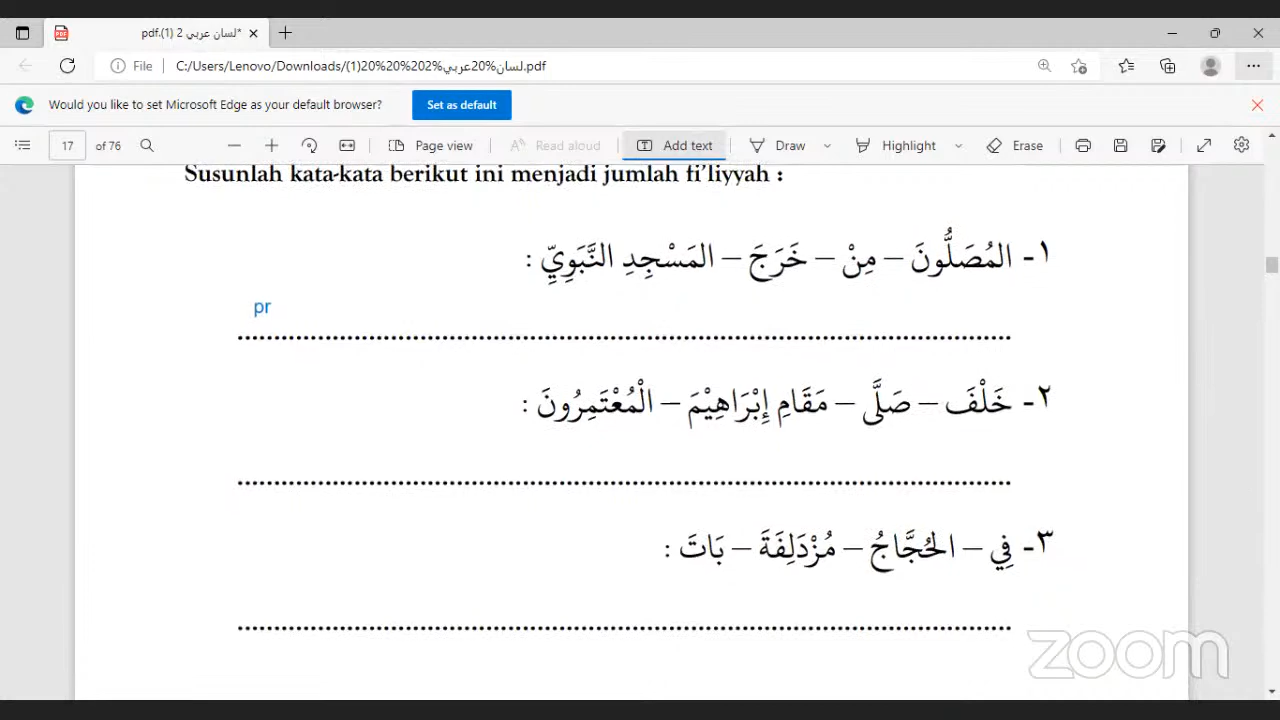 لسان عربي 2 (1).pdf*
File C:/Users/Lenovo/Downloads/(1)20%20%202%لسان%20عربي.pdf
Would you like to set Microsoft Edge as your default browser? Set as default
17 of 76 Page view Read aloud Add text Draw Highlight Erase
Susunlah kata-kata berikut ini menjadi jumlah fi’liyyah :
١- المُصَلُّونَ – مِنْ – خَرَجَ – المَسْجِدِ النَّبَوِيِّ :
pr
........................................................................................
٢- خَلْفَ – صَلَّى – مَقَامِ إِبْرَاهِيْمَ – الْمُعْتَمِرُونَ :
........................................................................................
٣- فِي – الحُجَّاجُ – مُزْدَلِفَةَ – بَاتَ :
........................................................................................
zoom